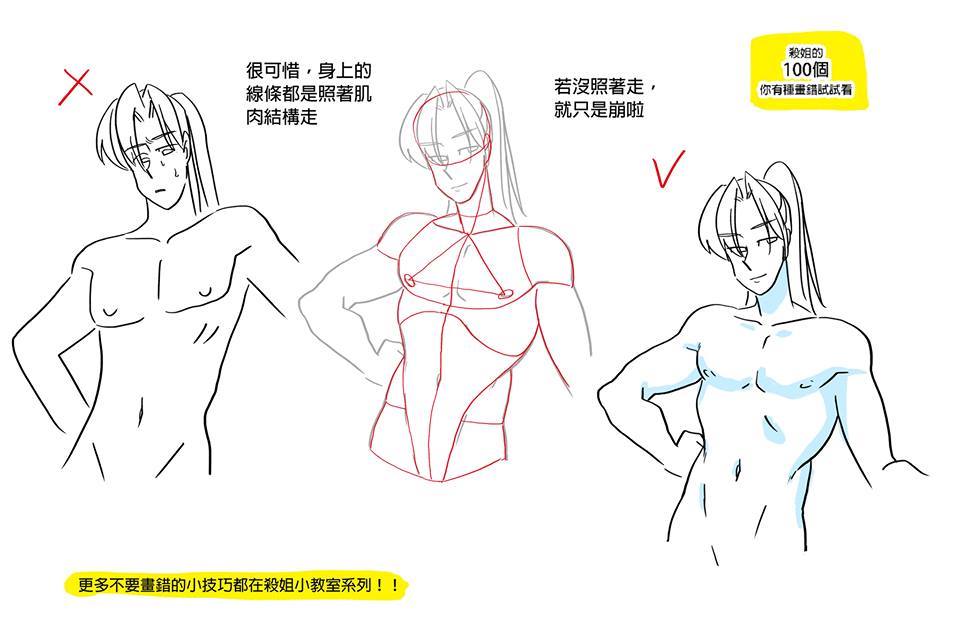 很可惜，身上的
線條都是照著肌
肉結構走
若沒照著走，
就只是崩啦
殺姐的
100個
你有種畫錯試試看
更多不要畫錯的小技巧都在殺姐小教室系列！！